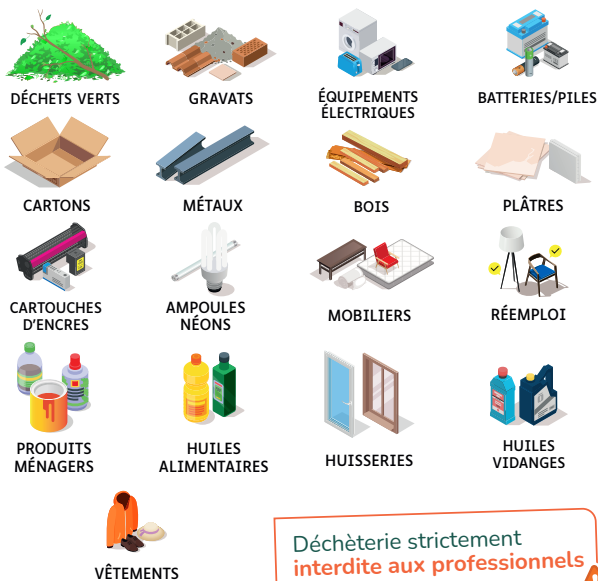 DÉCHETS VERTS
GRAVATS
ÉQUIPEMENTS
ÉLECTRIQUES
BATTERIES/PILES
CARTONS
MÉTAUX
BOIS
PLÂTRES
CARTOUCHES
D'ENCRES
AMPOULES
NÉONS
MOBILIERS
RÉEMPLOI
PRODUITS
MÉNAGERS
HUILES
ALIMENTAIRES
HUISSERIES
HUILES
VIDANGES
VÊTEMENTS
Déchèterie strictement
interdite aux professionnels